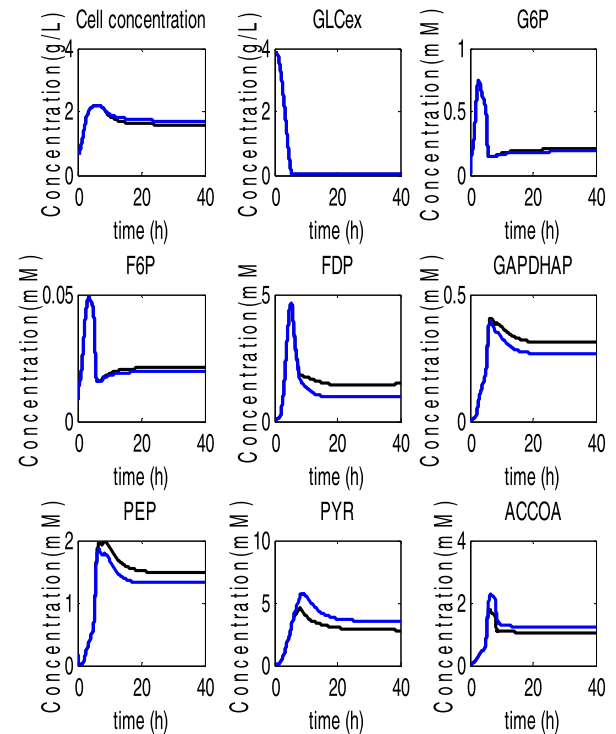 Cell concentration
GLCex
G6P
Concentration (g/L)
4
2
0
0
20
40
time (h)
Concentration (g/L)
4
2
0
0
20
40
time (h)
Concentration (mM)
1
0.5
0
0
20
40
time (h)
F6P
FDP
GAPDHAP
Concentration (mM)
0.05
0
0
20
40
time (h)
Concentration (mM)
5
0
0
20
40
time (h)
Concentration (mM)
0.5
0
0
20
40
time (h)
PEP
PYR
ACCOA
Concentration (mM)
2
1
0
0
20
40
time (h)
Concentration (mM)
10
5
0
0
20
40
time (h)
Concentration (mM)
4
2
0
0
20
40
time (h)